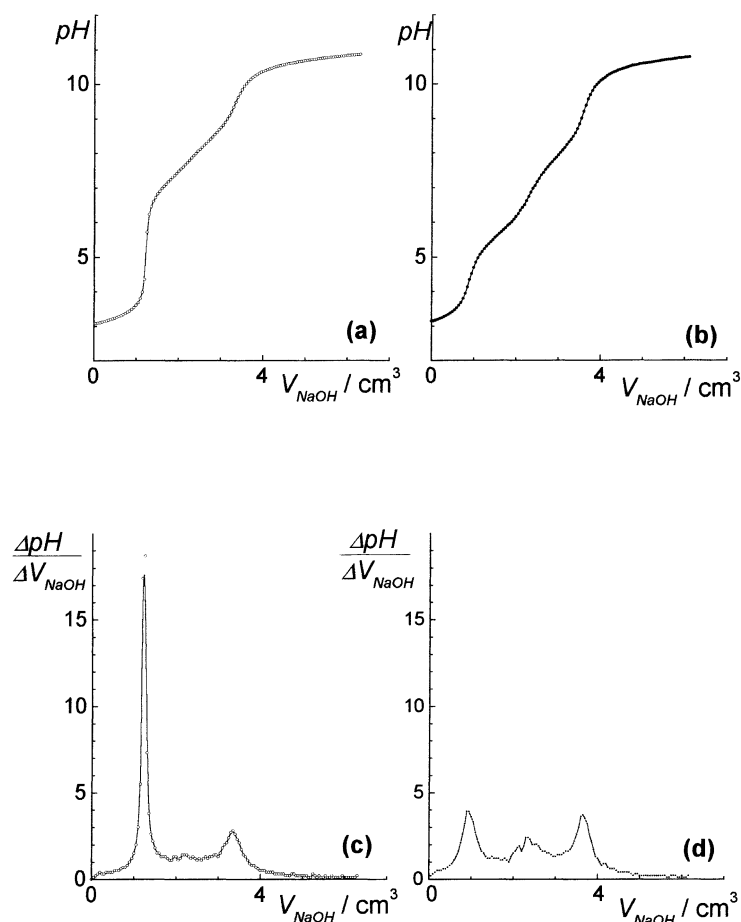 pH
10
5
(a)
0
4
V_NaOH / cm³
pH
10
5
(b)
0
4
V_NaOH / cm³
ΔpH
ΔV_NaOH
15
10
5
0
(c)
0
4
V_NaOH / cm³
ΔpH
ΔV_NaOH
15
10
5
0
(d)
0
4
V_NaOH / cm³